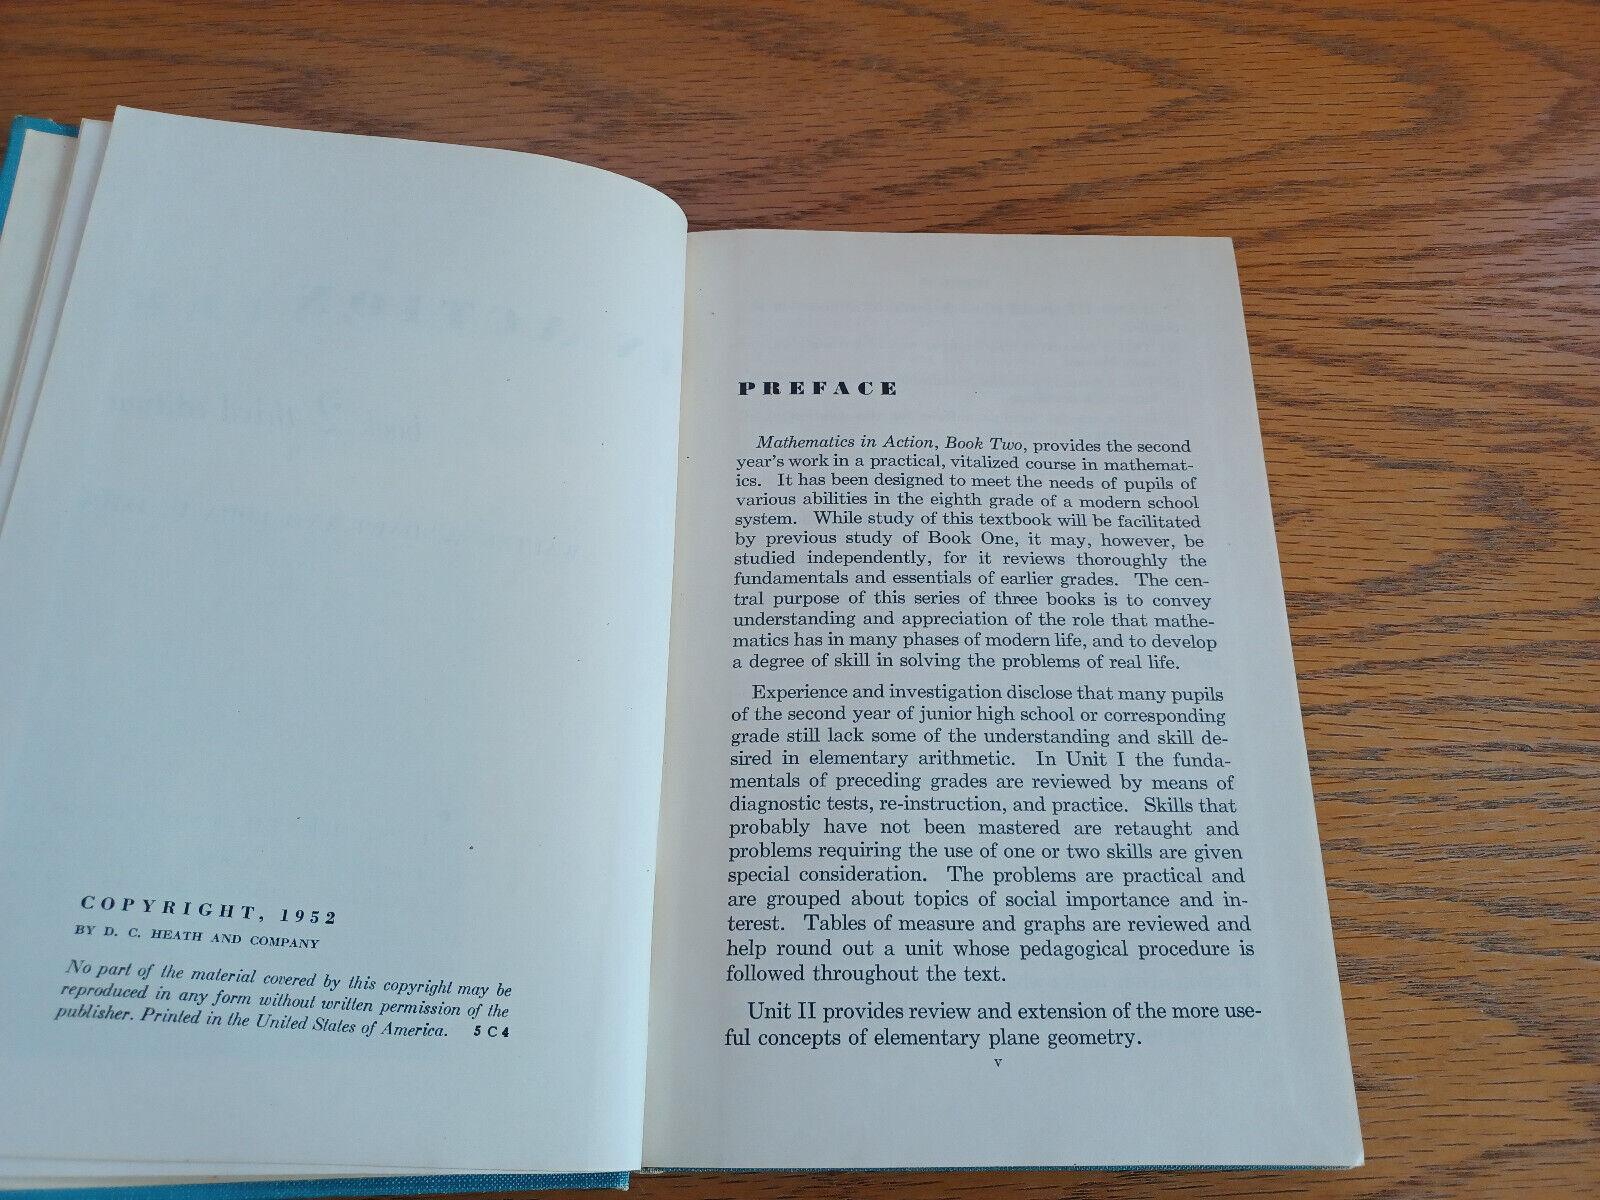 COPYRIGHT, 1952
BY D. C. HEATH AND COMPANY
No part of the material covered by this copyright may be
reproduced in any form without written permission of the
publisher. Printed in the United States of America. 5 C 4
PREFACE
Mathematics in Action, Book Two, provides the second
year's work in a practical, vitalized course in mathemat-
ics. It has been designed to meet the needs of pupils of
various abilities in the eighth grade of a modern school
system. While study of this textbook will be facilitated
by previous study of Book One, it may, however, be
studied independently, for it reviews thoroughly the
fundamentals and essentials of earlier grades. The cen-
tral purpose of this series of three books is to convey
understanding and appreciation of the role that mathe-
matics has in many phases of modern life, and to develop
a degree of skill in solving the problems of real life.
Experience and investigation disclose that many pupils
of the second year of junior high school or corresponding
grade still lack some of the understanding and skill de-
sired in elementary arithmetic. In Unit I the funda-
mentals of preceding grades are reviewed by means of
diagnostic tests, re-instruction, and practice. Skills that
probably have not been mastered are retaught and
problems requiring the use of one or two skills are given
special consideration. The problems are practical and
are grouped about topics of social importance and in-
terest. Tables of measure and graphs are reviewed and
help round out a unit whose pedagogical procedure is
followed throughout the text.
Unit II provides review and extension of the more use-
ful concepts of elementary plane geometry.
v